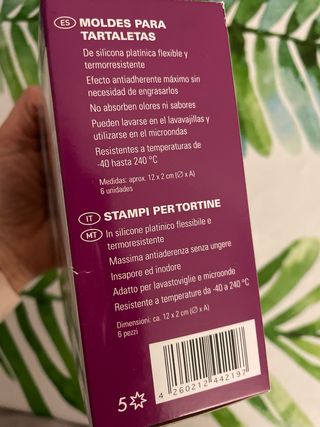 ES MOLDES PARA
TARTALETAS
De silicona platínica flexible y
termorresistente
Efecto antiadherente máximo sin
necesidad de engrasarlos
No absorben olores ni sabores
Pueden lavarse en el lavavajillas y
utilizarse en el microondas
Resistentes a temperaturas de
-40 hasta 240 °C
Medidas: aprox. 12 x 2 cm (Ø x A)
6 unidades
IT STAMPI PER TORTINE
MT In silicone platinico flessibile e
termoresistente
Massima antiaderenza senza ungere
Insapore ed inodore
Adatto per lavastoviglie e microonde
Resistente a temperatura da -40 a 240 °C
Dimensioni: ca. 12 x 2 cm (Ø x A)
6 pezzi
4 260212 442197
5